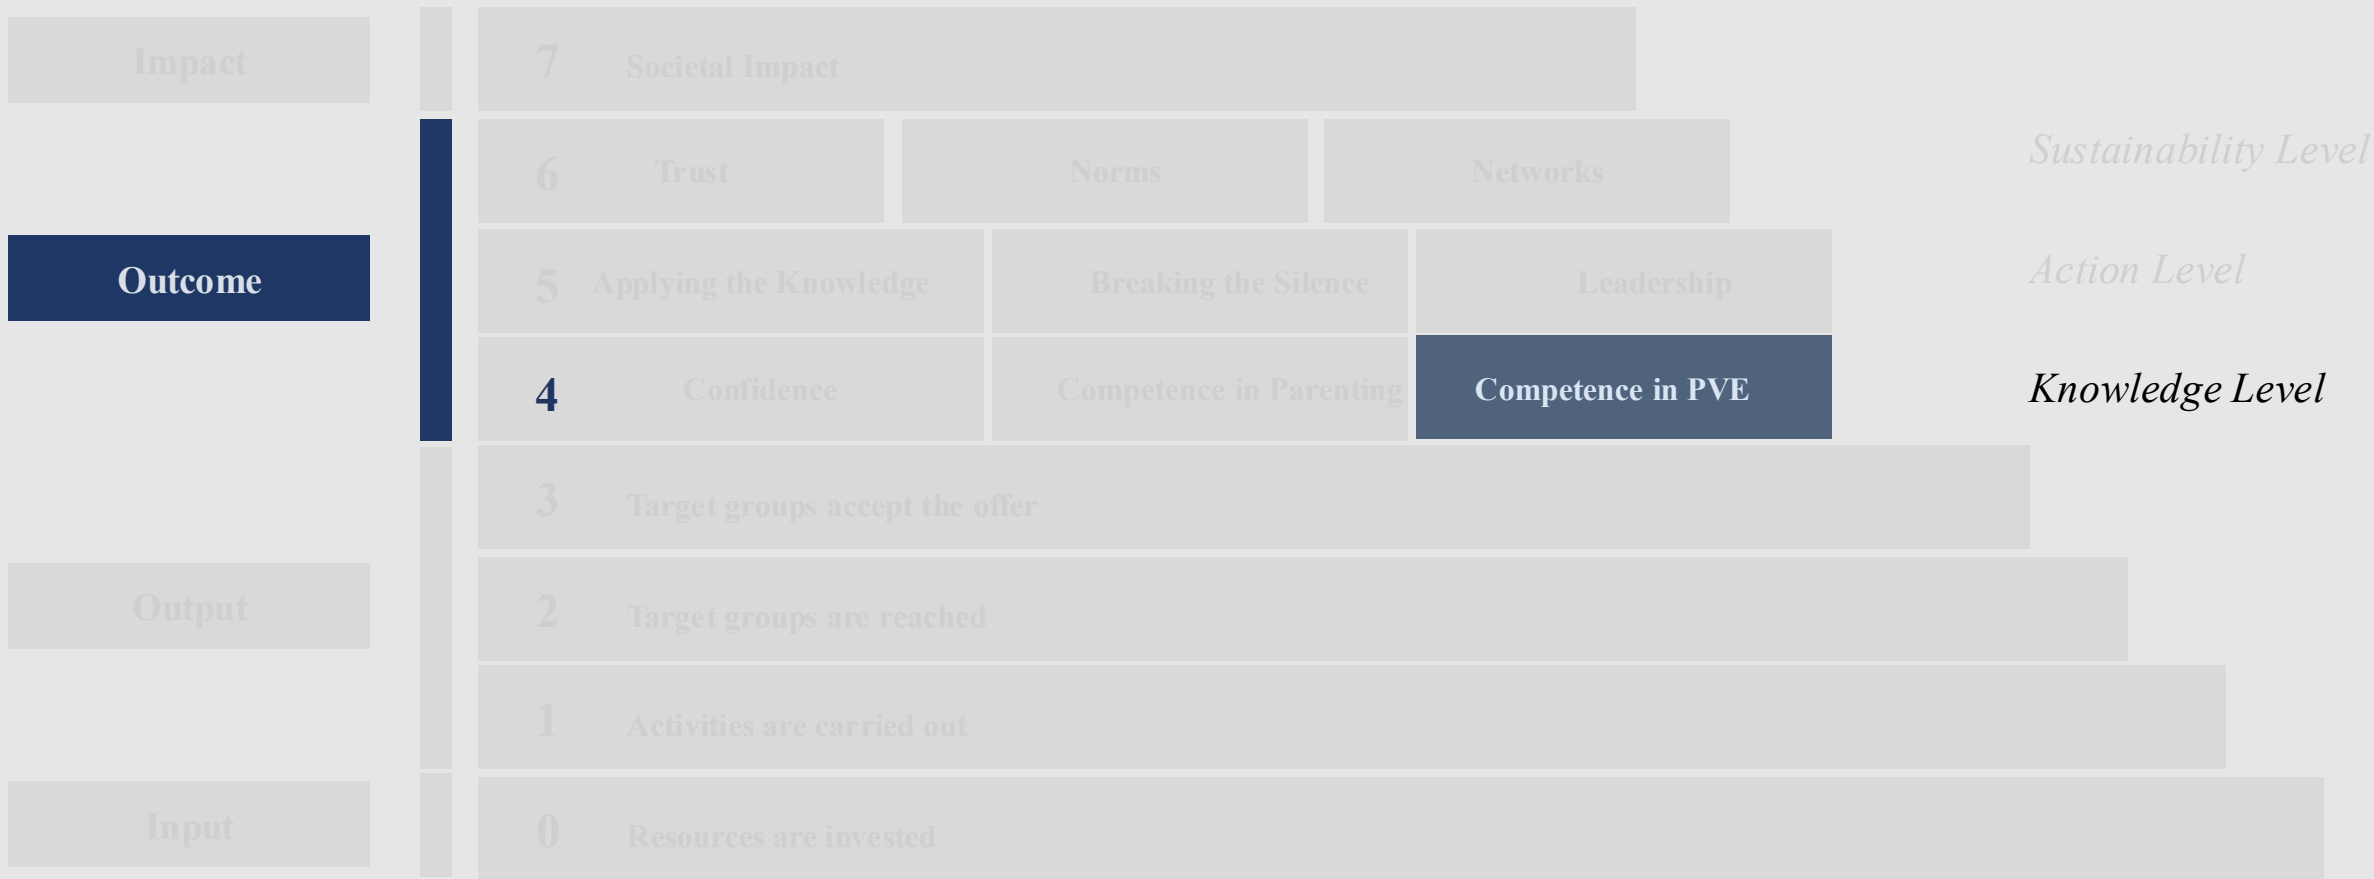 Impact
7 Societal Impact
6 Trust Norms Networks Sustainability Level
Outcome
5 Applying the Knowledge Breaking the Silence Leadership Action Level
4 Confidence Competence in Parenting Competence in PVE Knowledge Level
3 Target groups accept the offer
Output
2 Target groups are reached
1 Activities are carried out
Input
0 Resources are invested